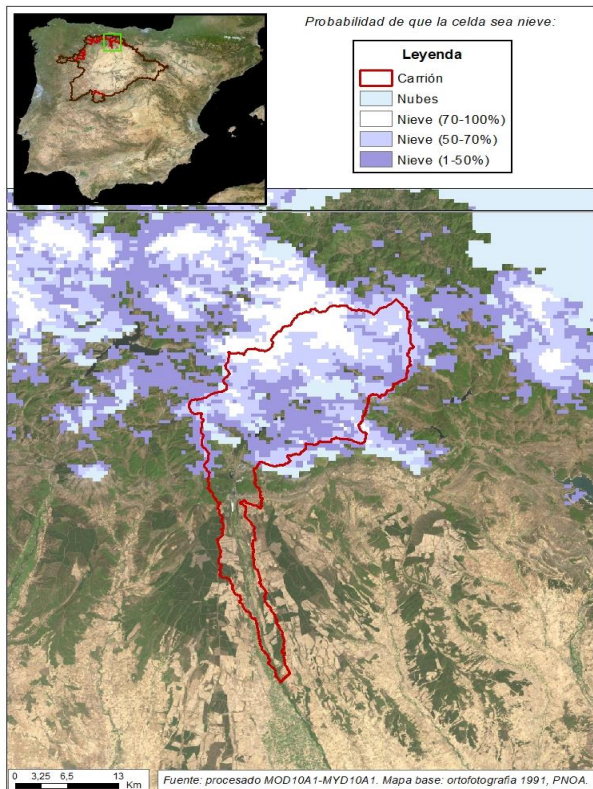 Probabilidad de que la celda sea nieve:
Leyenda
Carrión
Nubes
Nieve (70-100%)
Nieve (50-70%)
Nieve (1-50%)
0 3,25 6,5 13
Km
Fuente: procesado MOD10A1-MYD10A1. Mapa base: ortofotografia 1991, PNOA.